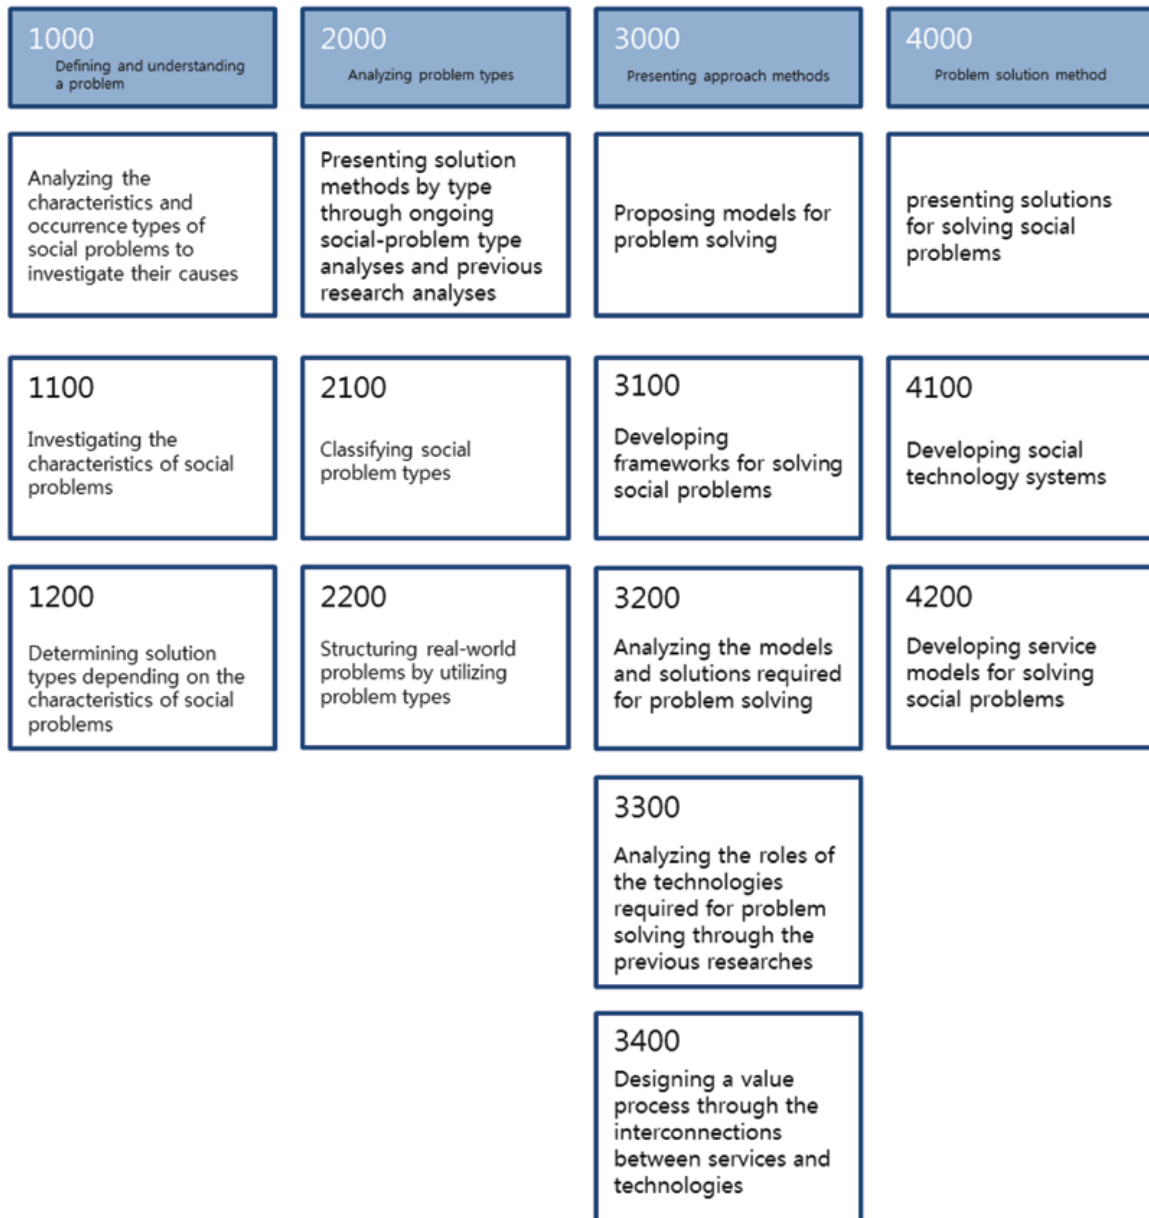 1000
Defining and understanding
a problem
2000
Analyzing problem types
3000
Presenting approach methods
4000
Problem solution method
Analyzing the
characteristics and
occurrence types of
social problems to
investigate their causes
Presenting solution
methods by type
through ongoing
social-problem type
analyses and previous
research analyses
Proposing models for
problem solving
presenting solutions
for solving social
problems
1100
Investigating the
characteristics of social
problems
2100
Classifying social
problem types
3100
Developing
frameworks for solving
social problems
4100
Developing social
technology systems
1200
Determining solution
types depending on the
characteristics of social
problems
2200
Structuring real-world
problems by utilizing
problem types
3200
Analyzing the models
and solutions required
for problem solving
4200
Developing service
models for solving
social problems
3300
Analyzing the roles of
the technologies
required for problem
solving through the
previous researches
3400
Designing a value
process through the
interconnections
between services and
technologies